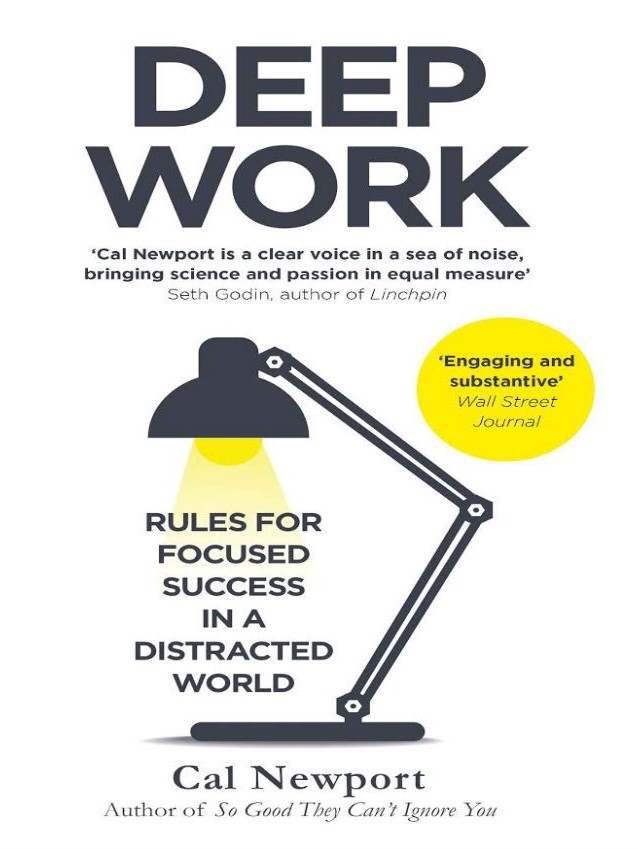 DEEP
WORK
‘Cal Newport is a clear voice in a sea of noise,
bringing science and passion in equal measure’
Seth Godin, author of Linchpin
‘Engaging and
substantive’
Wall Street
Journal
RULES FOR
FOCUSED
SUCCESS
IN A
DISTRACTED
WORLD
Cal Newport
Author of So Good They Can’t Ignore You